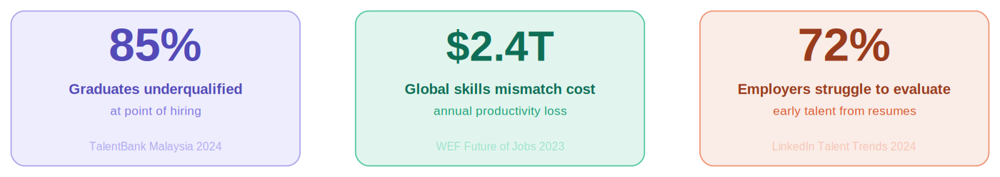 85%
Graduates underqualified
at point of hiring
TalentBank Malaysia 2024
$2.4T
Global skills mismatch cost
annual productivity loss
WEF Future of Jobs 2023
72%
Employers struggle to evaluate
early talent from resumes
LinkedIn Talent Trends 2024